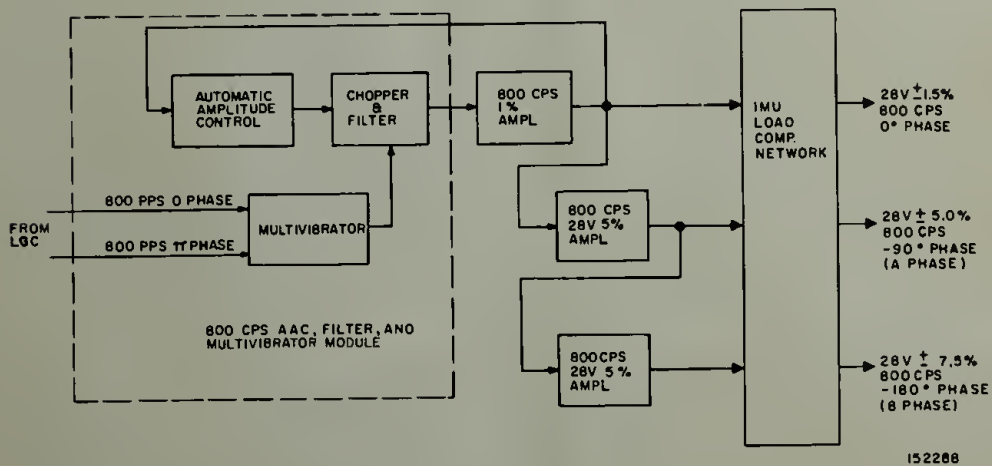 AUTOMATIC
AMPLITUDE
CONTROL
CHOPPER
&
FILTER
800 CPS
1%
AMPL
IMU
LOAD
COMP.
NETWORK
28V ±1.5%
800 CPS
0° PHASE
FROM
LGC
800 PPS 0 PHASE
800 PPS π PHASE
MULTIVIBRATOR
800 CPS
28V 5%
AMPL
28V ± 5.0%
800 CPS
-90° PHASE
(A PHASE)
800 CPS AAC, FILTER, AND
MULTIVIBRATOR MODULE
800 CPS
28V 5%
AMPL
28V ± 7.5%
800 CPS
-180° PHASE
(B PHASE)
152288